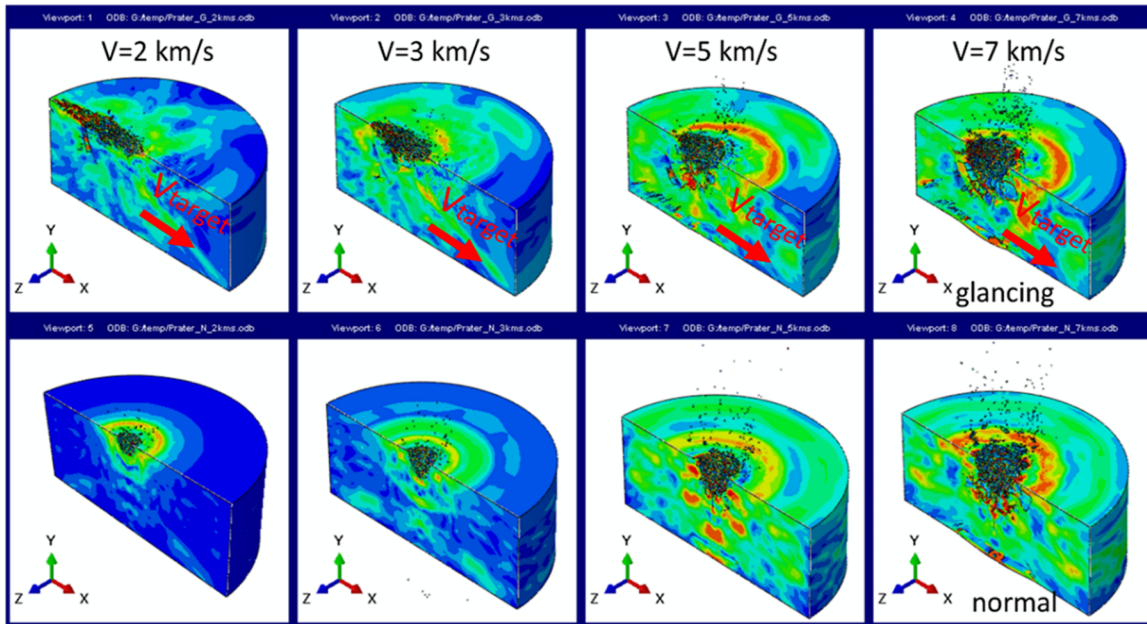 Viewport: 1 ODB: G:/temp/Prater_G_2kms.odb
Viewport: 2 ODB: G:/temp/Prater_G_3kms.odb
Viewport: 3 ODB: G:/temp/Prater_G_5kms.odb
Viewport: 4 ODB: G:/temp/Prater_G_7kms.odb
V=2 km/s
V=3 km/s
V=5 km/s
V=7 km/s
Vtarget
Vtarget
Vtarget
Vtarget
Y
Z X
Y
Z X
Y
Z X
Y
Z X
glancing
Viewport: 5 ODB: G:/temp/Prater_N_2kms.odb
Viewport: 6 ODB: G:/temp/Prater_N_3kms.odb
Viewport: 7 ODB: G:/temp/Prater_N_5kms.odb
Viewport: 8 ODB: G:/temp/Prater_N_7kms.odb
Y
Z X
Y
Z X
Y
Z X
Y
Z X
normal